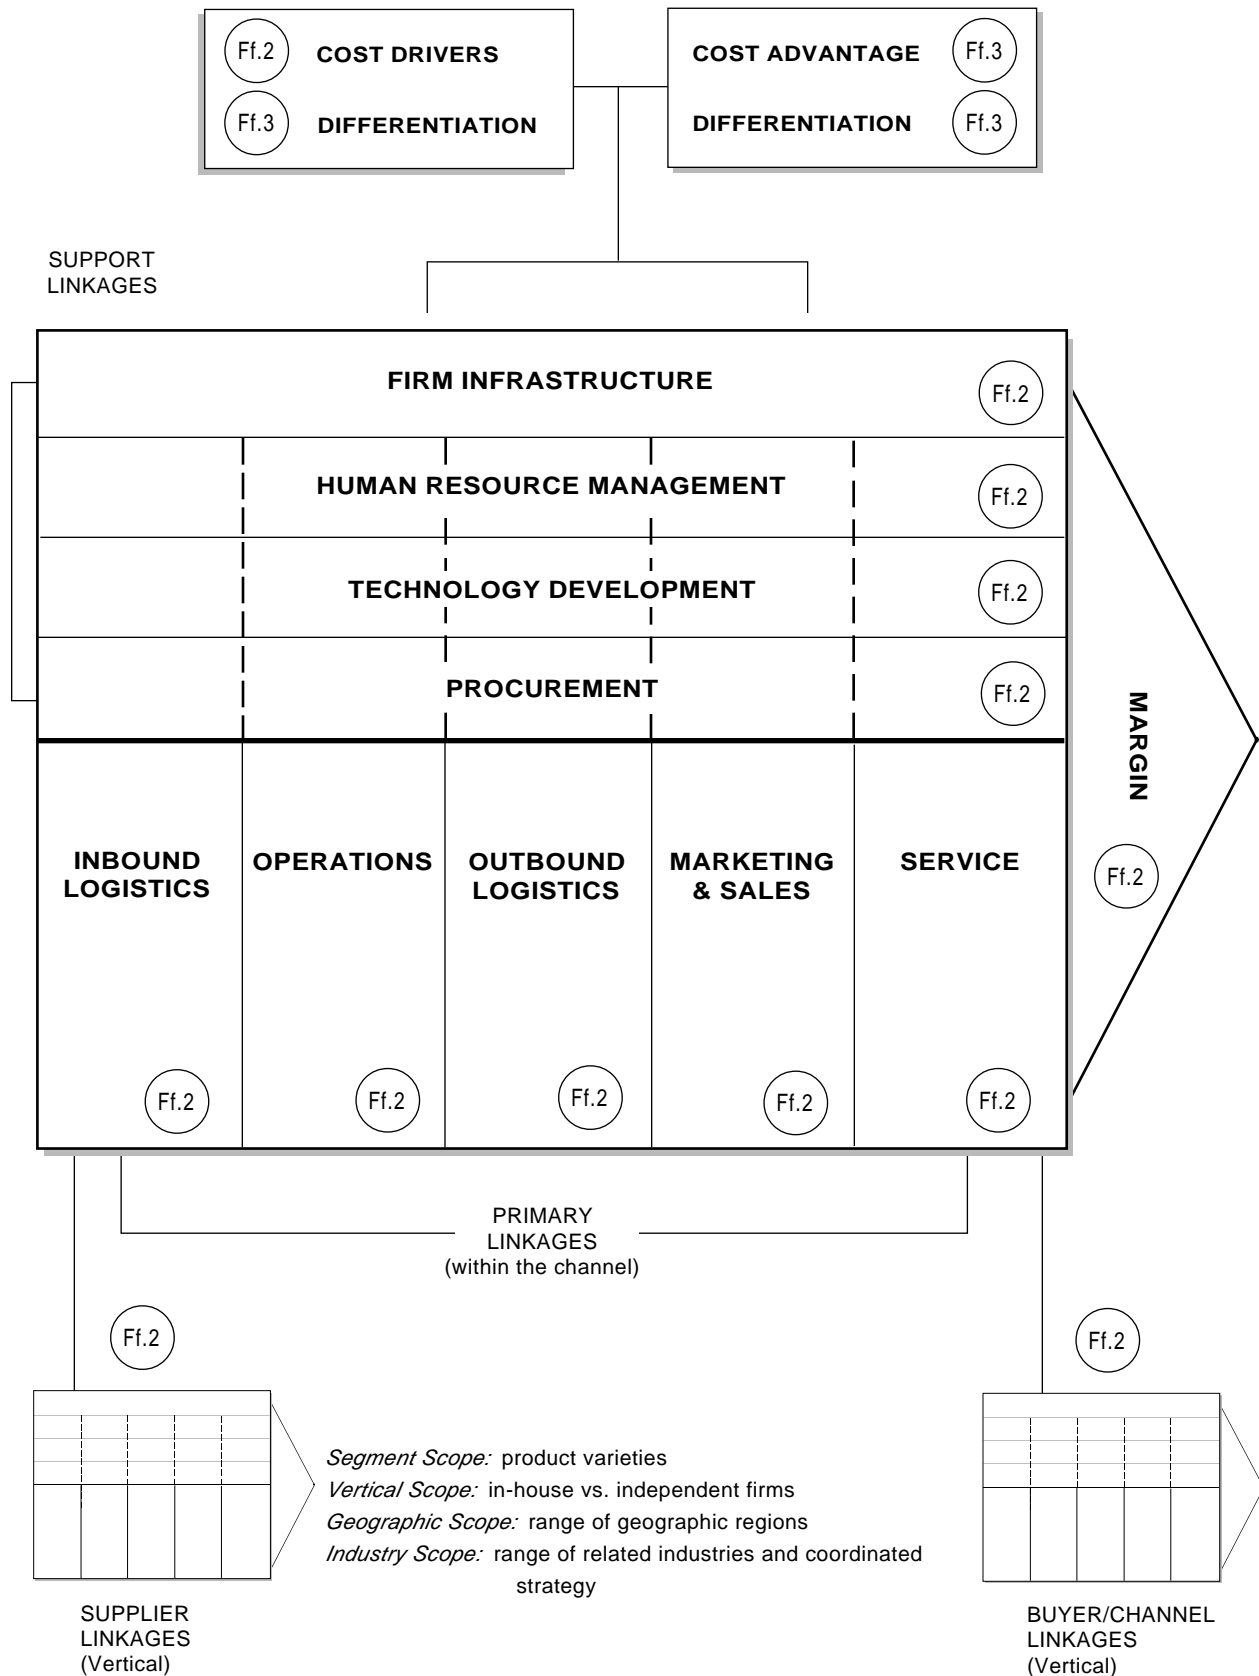 Ff.2 COST DRIVERS
Ff.3 DIFFERENTIATION
COST ADVANTAGE Ff.3
DIFFERENTIATION Ff.3
SUPPORT
LINKAGES
FIRM INFRASTRUCTURE Ff.2
HUMAN RESOURCE MANAGEMENT Ff.2
TECHNOLOGY DEVELOPMENT Ff.2
PROCUREMENT Ff.2
MARGIN
Ff.2
INBOUND
LOGISTICS
Ff.2
OPERATIONS
Ff.2
OUTBOUND
LOGISTICS
Ff.2
MARKETING
& SALES
Ff.2
SERVICE
Ff.2
PRIMARY
LINKAGES
(within the channel)
Ff.2
Ff.2
Segment Scope: product varieties
Vertical Scope: in-house vs. independent firms
Geographic Scope: range of geographic regions
Industry Scope: range of related industries and coordinated
strategy
SUPPLIER
LINKAGES
(Vertical)
BUYER/CHANNEL
LINKAGES
(Vertical)